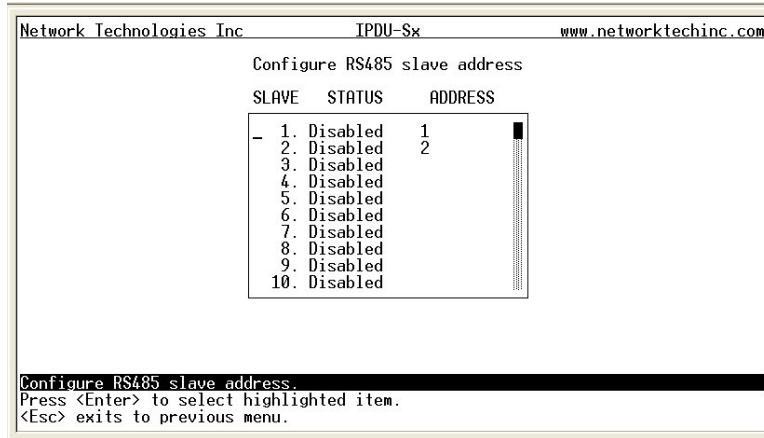 Network Technologies Inc IPDU-Sx www.networktechinc.com
Configure RS485 slave address
SLAVE STATUS ADDRESS
_ 1. Disabled 1
2. Disabled 2
3. Disabled
4. Disabled
5. Disabled
6. Disabled
7. Disabled
8. Disabled
9. Disabled
10. Disabled
Configure RS485 slave address.
Press <Enter> to select highlighted item.
<Esc> exits to previous menu.